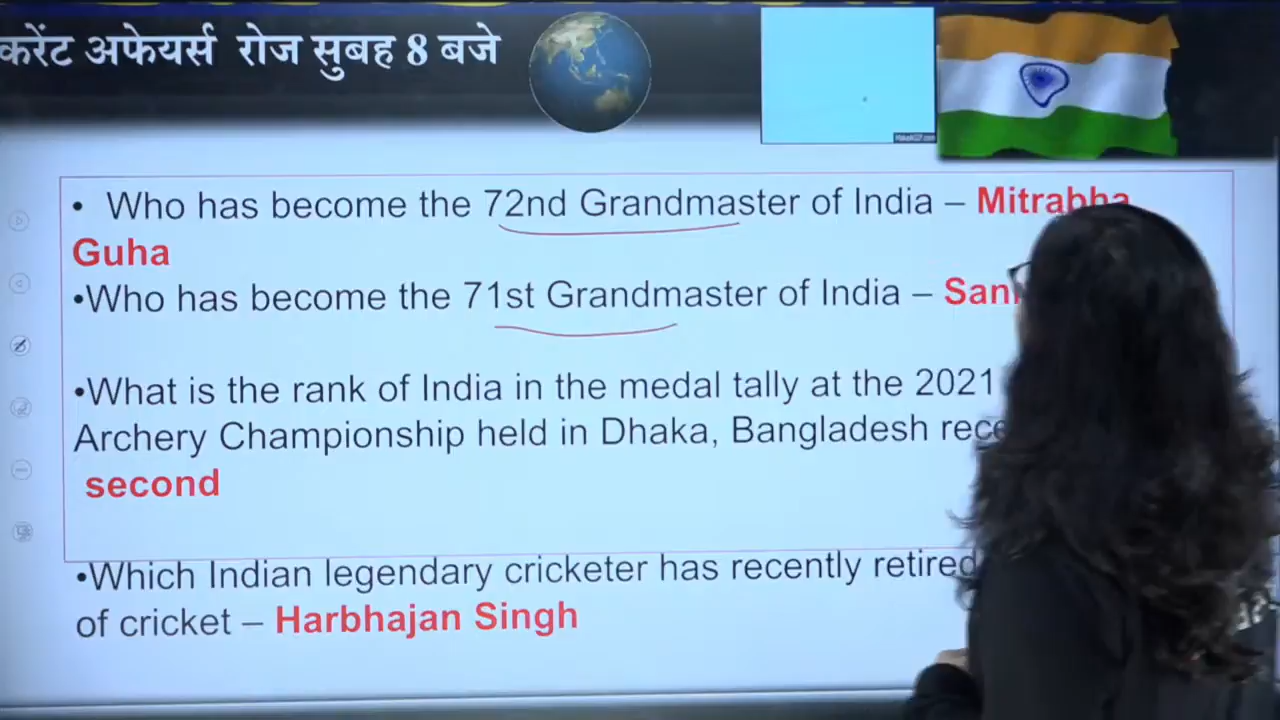 करेंट अफेयर्स रोज सुबह 8 बजे
• Who has become the 72nd Grandmaster of India – Mitrabha
Guha
•Who has become the 71st Grandmaster of India –
•What is the rank of India in the medal tally at the 2021
Archery Championship held in Dhaka, Bangladesh
second
•Which Indian legendary cricketer has recently retired
of cricket – Harbhajan Singh